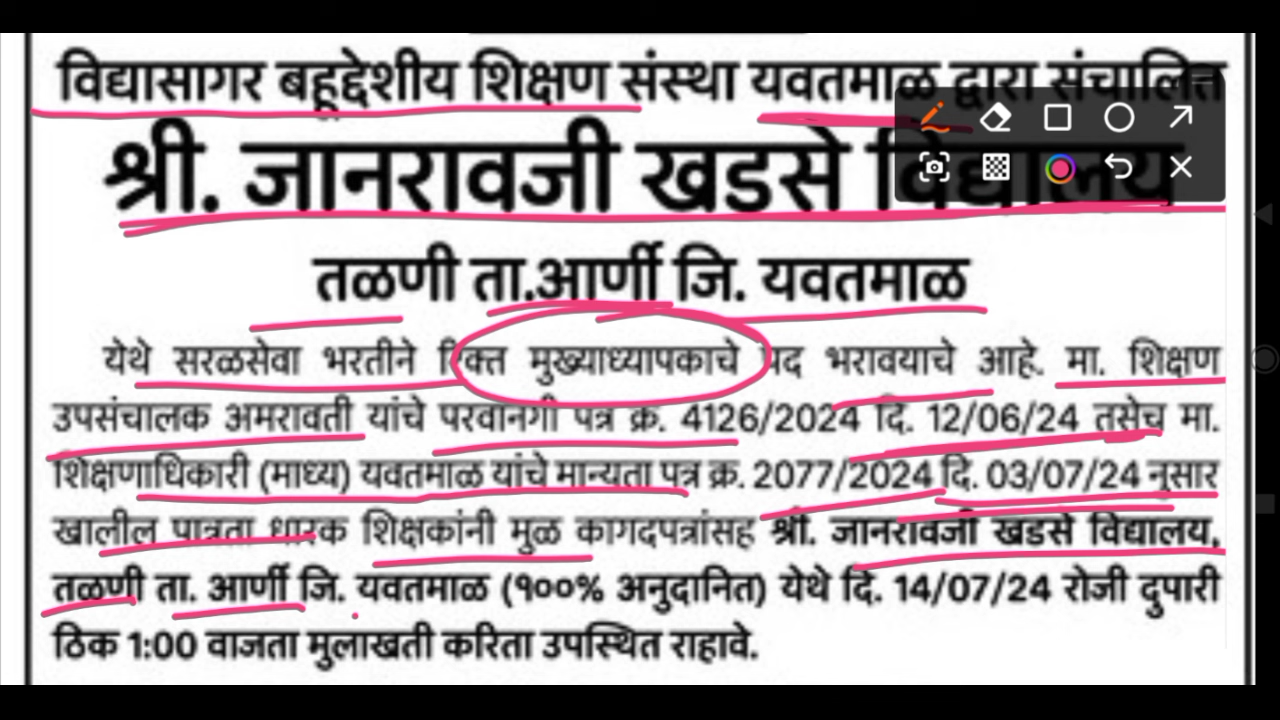 विद्यासागर बहूद्देशीय शिक्षण संस्था यवतमाळ द्वारा संचालित
श्री. जानरावजी खडसे विद्यालय
तळणी ता.आर्णी जि. यवतमाळ
येथे सरळसेवा भरतीने रिक्त मुख्याध्यापकाचे पद भरावयाचे आहे. मा. शिक्षण
उपसंचालक अमरावती यांचे परवानगी पत्र क्र. 4126/2024 दि. 12/06/24 तसेच मा.
शिक्षणाधिकारी (माध्य) यवतमाळ यांचे मान्यता पत्र क्र. 2077/2024 दि. 03/07/24 नुसार
खालील पात्रता धारक शिक्षकांनी मुळ कागदपत्रांसह श्री. जानरावजी खडसे विद्यालय,
तळणी ता. आर्णी जि. यवतमाळ (१००% अनुदानित) येथे दि. 14/07/24 रोजी दुपारी
ठिक 1:00 वाजता मुलाखती करिता उपस्थित राहावे.